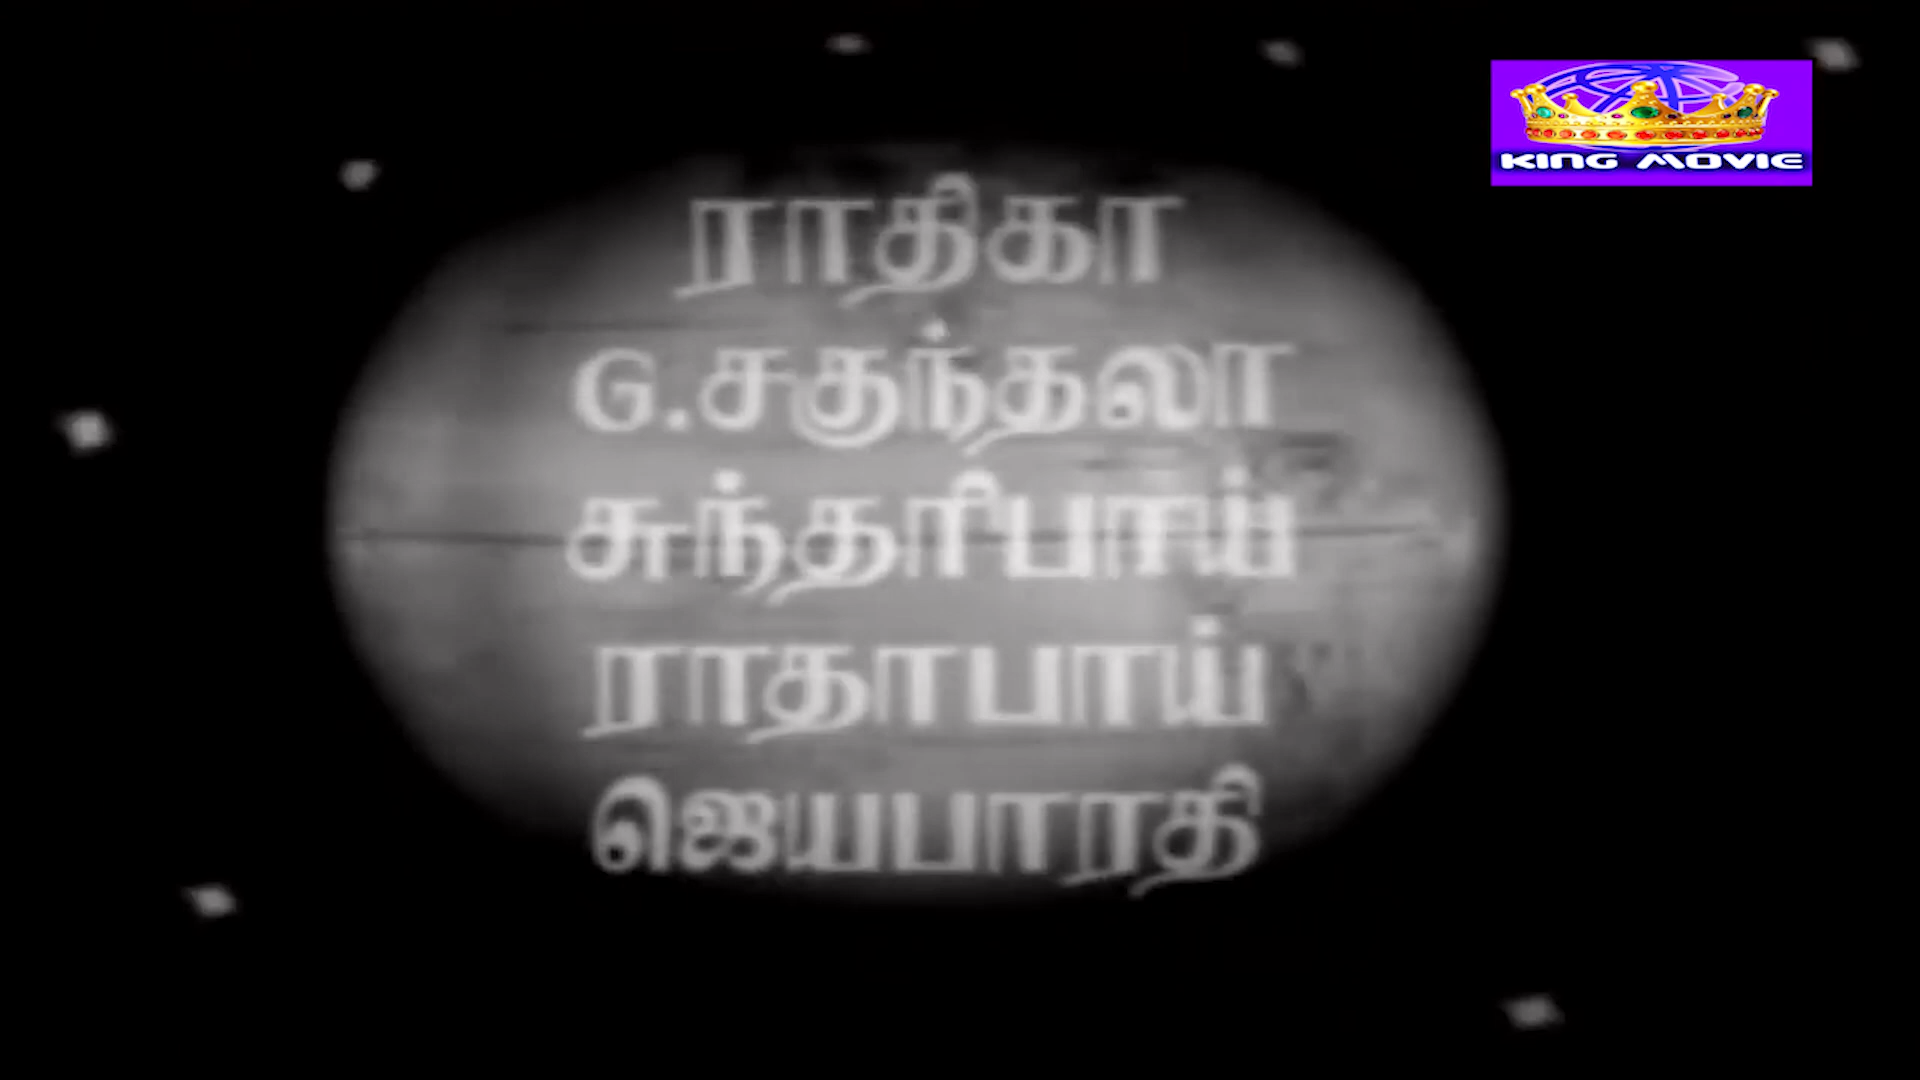 KING MOVIE
ராதிகா
G.சகுந்தலா
சுந்தரிபாய்
ராதாபாய்
ஜெயபாரதி